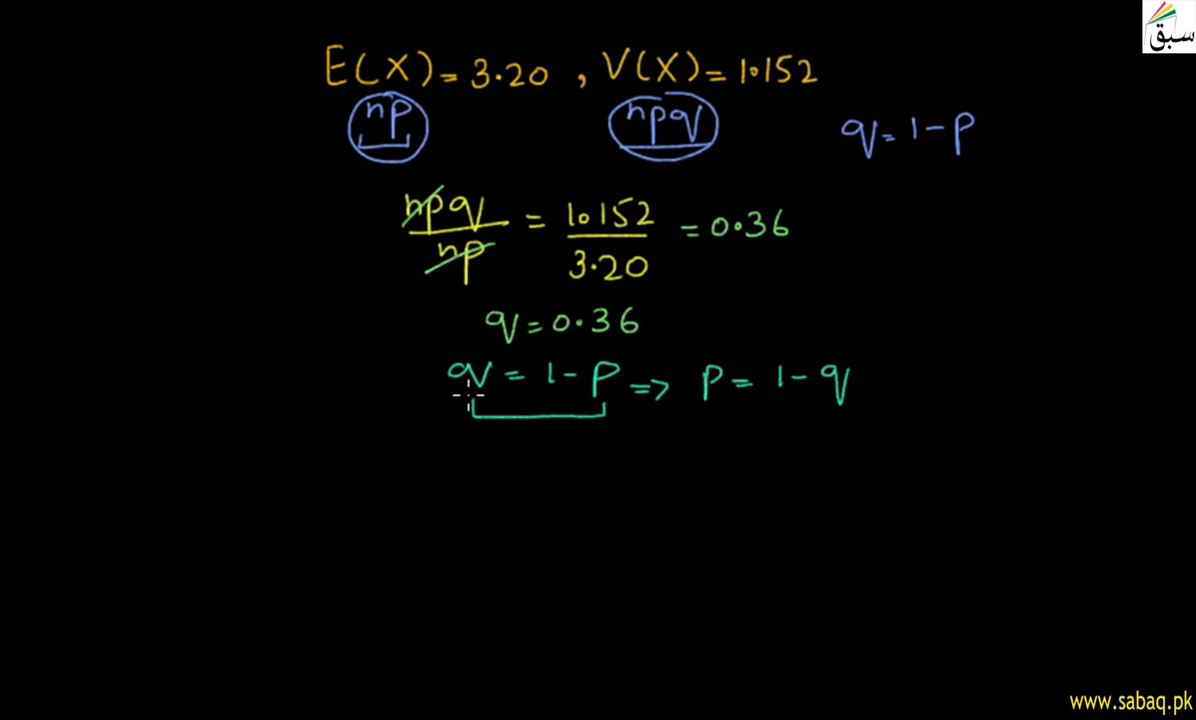 سبق
E(X) = 3.20 , V(X) = 1.152
np npq q = 1 - p
npq/np = 1.152/3.20 = 0.36
q = 0.36
q = 1 - p => p = 1 - q
www.sabaq.pk